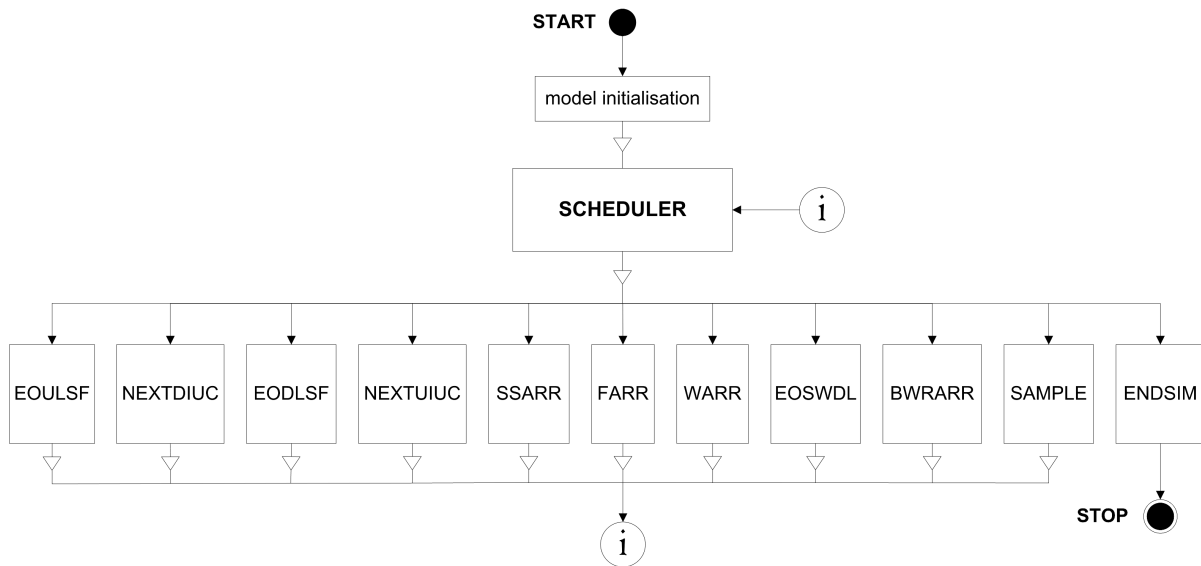 START
model initialisation
SCHEDULER
i
EOULSF
NEXTDIUC
EODLSF
NEXTUIUC
SSARR
FARR
WARR
EOSWDL
BWRARR
SAMPLE
ENDSIM
STOP
i